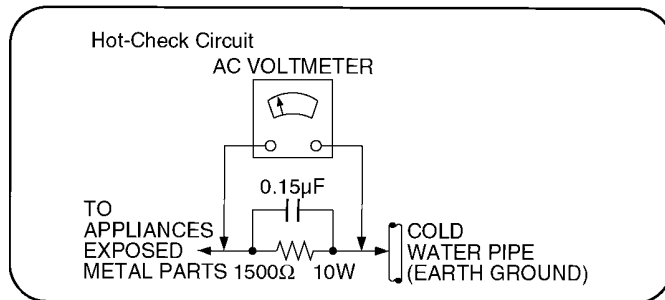 Hot-Check Circuit
AC VOLTMETER
0.15µF
TO
APPLIANCES
EXPOSED
METAL PARTS
1500Ω 10W
COLD
WATER PIPE
(EARTH GROUND)